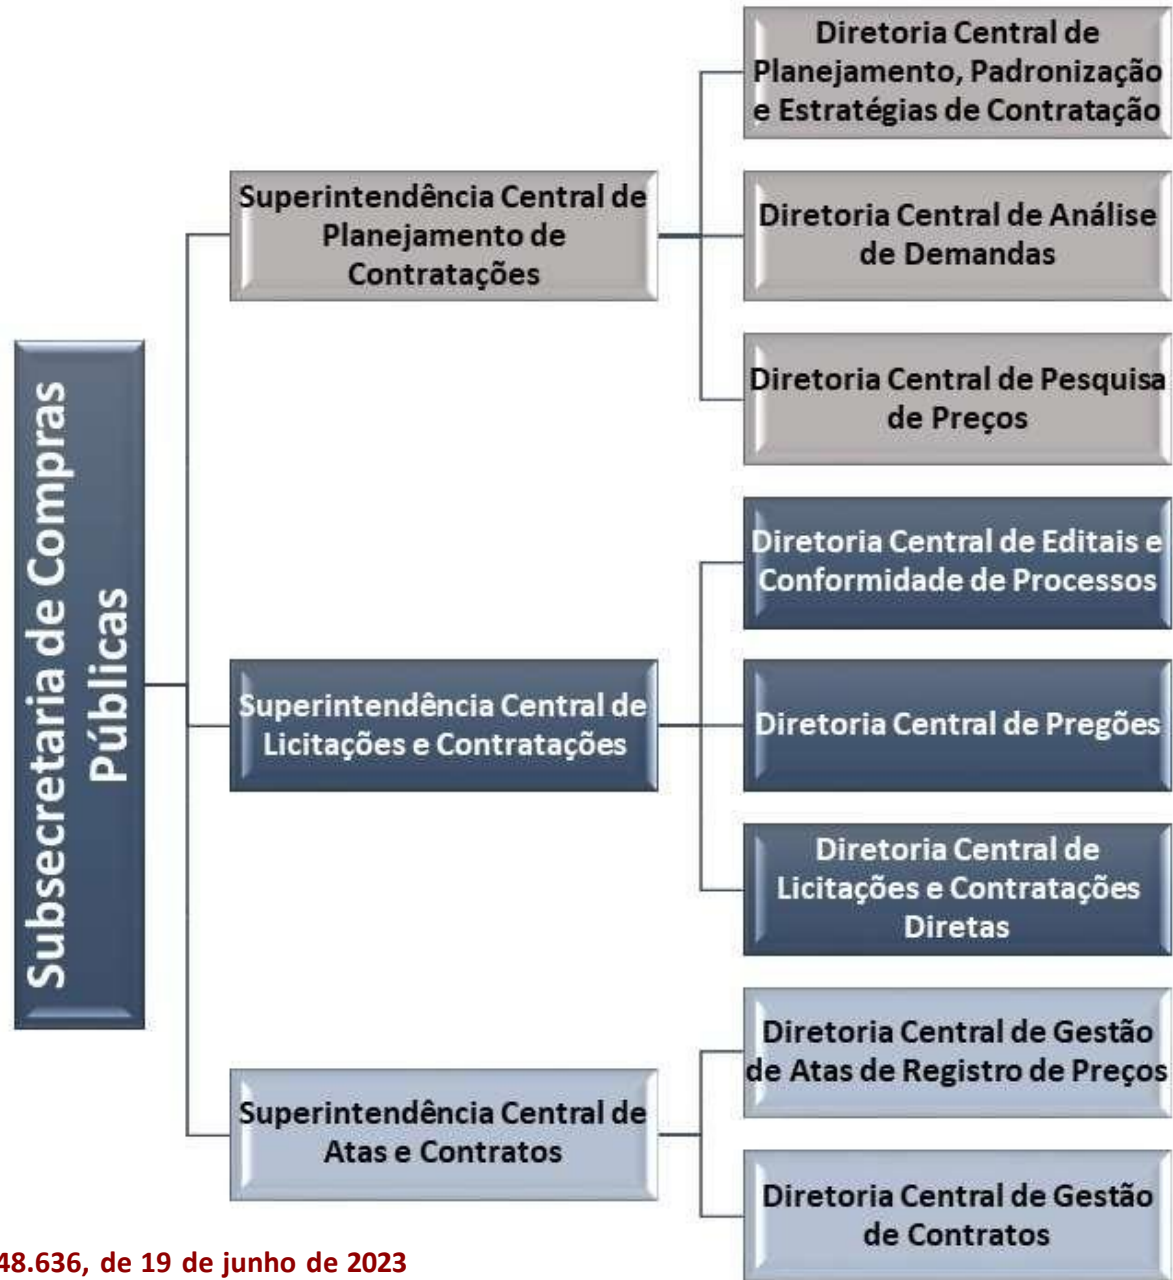 Subsecretaria de Compras
Públicas
Superintendência Central de
Planejamento de
Contratações
Diretoria Central de
Planejamento, Padronização
e Estratégias de Contratação
Diretoria Central de Análise
de Demandas
Diretoria Central de Pesquisa
de Preços
Superintendência Central de
Licitações e Contratações
Diretoria Central de Editais e
Conformidade de Processos
Diretoria Central de Pregões
Diretoria Central de
Licitações e Contratações
Diretas
Superintendência Central de
Atas e Contratos
Diretoria Central de Gestão
de Atas de Registro de Preços
Diretoria Central de Gestão
de Contratos
48.636, de 19 de junho de 2023